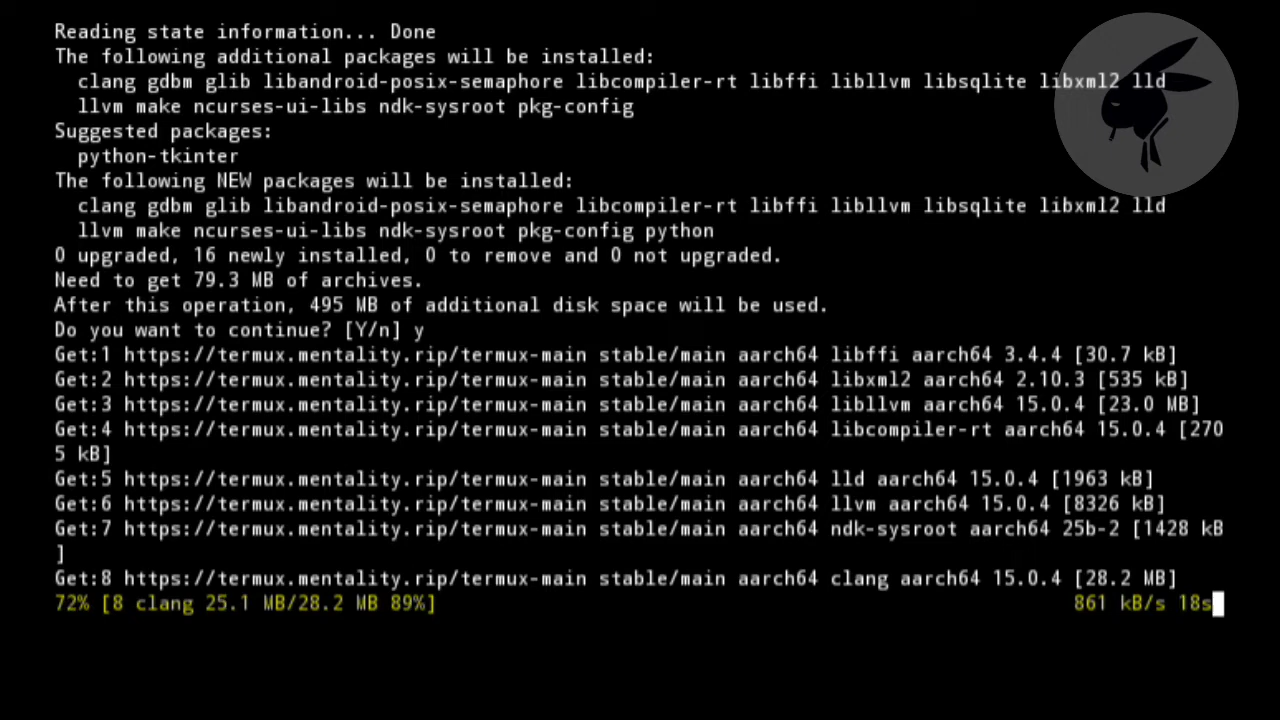 Reading state information... Done
The following additional packages will be installed:
  clang gdbm glib libandroid-posix-semaphore libcompiler-rt libffi libllvm libsqlite libxml2 lld
  llvm make ncurses-ui-libs ndk-sysroot pkg-config
Suggested packages:
  python-tkinter
The following NEW packages will be installed:
  clang gdbm glib libandroid-posix-semaphore libcompiler-rt libffi libllvm libsqlite libxml2 lld
  llvm make ncurses-ui-libs ndk-sysroot pkg-config python
0 upgraded, 16 newly installed, 0 to remove and 0 not upgraded.
Need to get 79.3 MB of archives.
After this operation, 495 MB of additional disk space will be used.
Do you want to continue? [Y/n] y
Get:1 https://termux.mentality.rip/termux-main stable/main aarch64 libffi aarch64 3.4.4 [30.7 kB]
Get:2 https://termux.mentality.rip/termux-main stable/main aarch64 libxml2 aarch64 2.10.3 [535 kB]
Get:3 https://termux.mentality.rip/termux-main stable/main aarch64 libllvm aarch64 15.0.4 [23.0 MB]
Get:4 https://termux.mentality.rip/termux-main stable/main aarch64 libcompiler-rt aarch64 15.0.4 [270
5 kB]
Get:5 https://termux.mentality.rip/termux-main stable/main aarch64 lld aarch64 15.0.4 [1963 kB]
Get:6 https://termux.mentality.rip/termux-main stable/main aarch64 llvm aarch64 15.0.4 [8326 kB]
Get:7 https://termux.mentality.rip/termux-main stable/main aarch64 ndk-sysroot aarch64 25b-2 [1428 kB
]
Get:8 https://termux.mentality.rip/termux-main stable/main aarch64 clang aarch64 15.0.4 [28.2 MB]
72% [8 clang 25.1 MB/28.2 MB 89%] 861 kB/s 18s